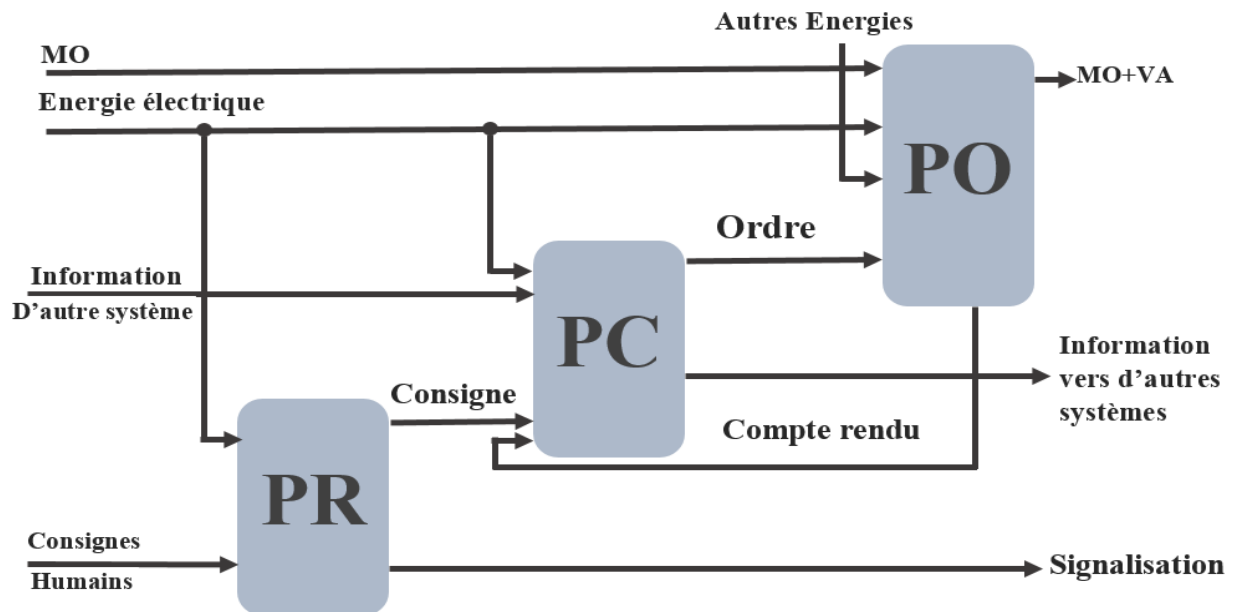 Autres Energies
MO
MO+VA
Energie électrique
PO
Ordre
Information
D’autre système
PC
Information
vers d’autres
systèmes
Consigne
Compte rendu
PR
Consignes
Humains
Signalisation